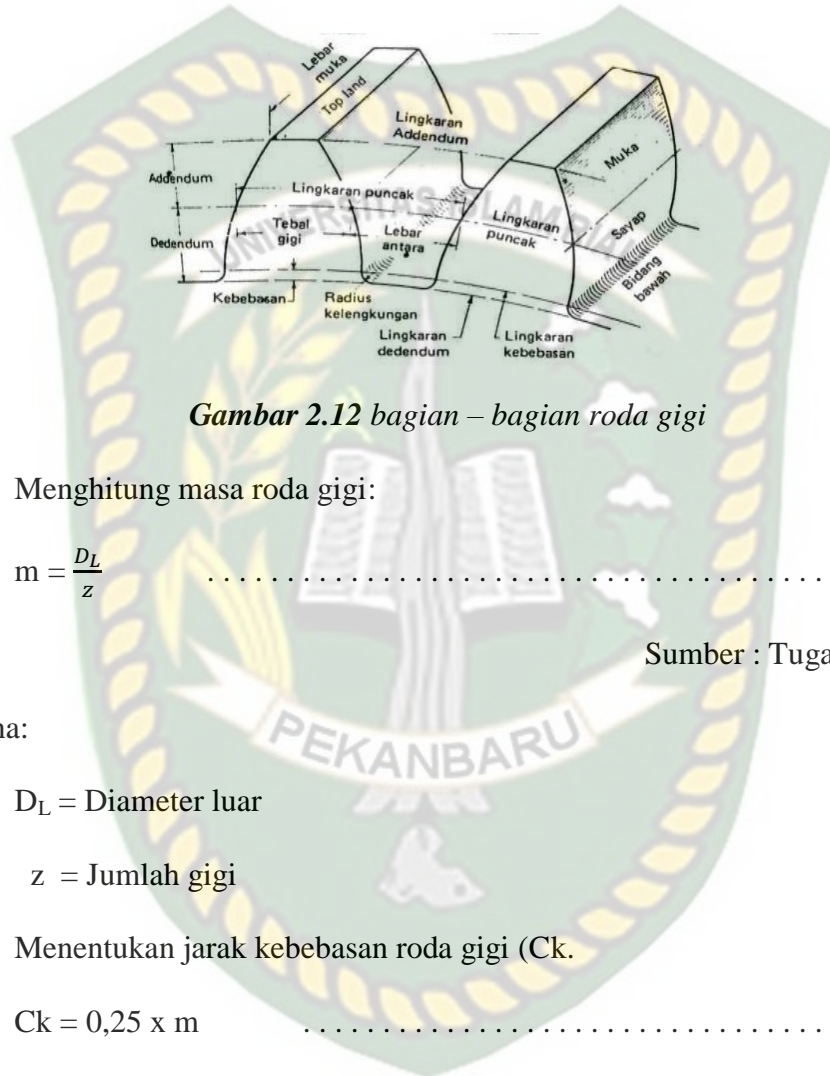 Lebar
muka
Top land
Lingkaran
Addendum
Muka
Addendum
Lingkaran puncak
Dedendum
Tebal
gigi
Lebar
antara
Lingkaran
puncak
Sayap
Bidang
bawah
Kebebasan
Radius
kelengkungan
Lingkaran
dedendum
Lingkaran
kebebasan
UNIVERSITAS ISLAM RIAU
Gambar 2.12 bagian – bagian roda gigi
Menghitung masa roda gigi:
m = D_L/z . . . . . . . . . . . . . . . . . . . . . . . . . . . . . . . . . . . . . . .
Sumber : Tuga
na:
PEKANBARU
D_L = Diameter luar
z = Jumlah gigi
Menentukan jarak kebebasan roda gigi (Ck.
Ck = 0,25 x m . . . . . . . . . . . . . . . . . . . . . . . . . . . . . . . . .